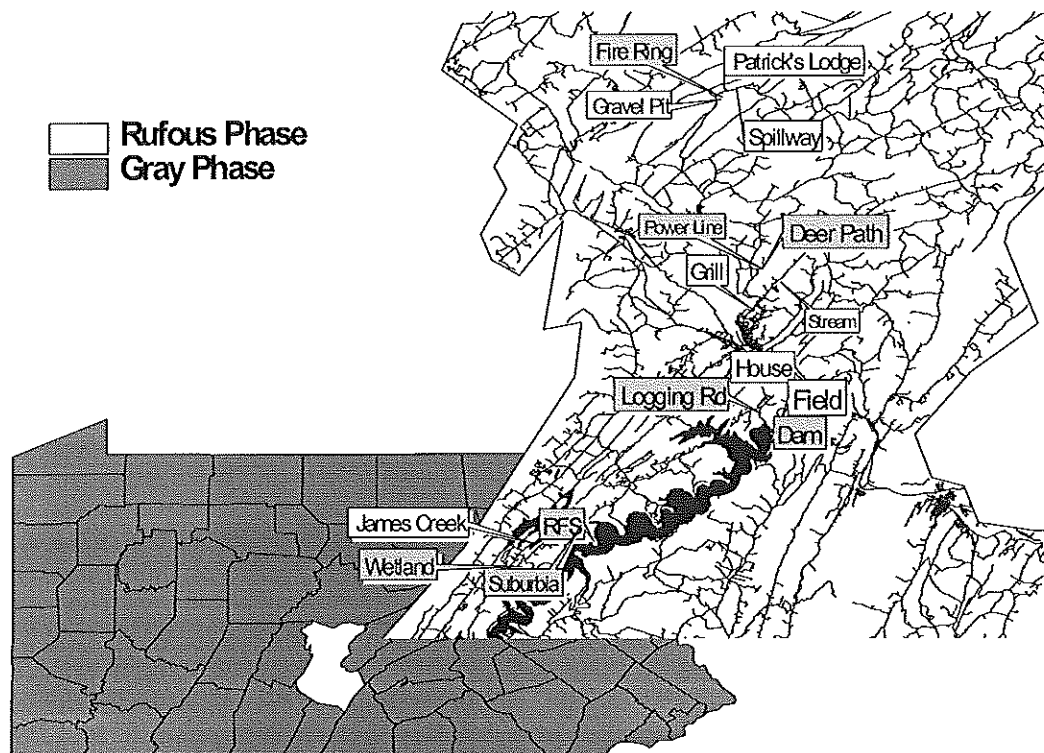 Fire Ring
Patrick's Lodge
Gravel Pit
Spillway
Rufous Phase
Gray Phase
Power Line
Deer Path
Grill
Stream
House
Logging Rd
Field
Dam
James Creek
RFS
Wetland
Suburbia